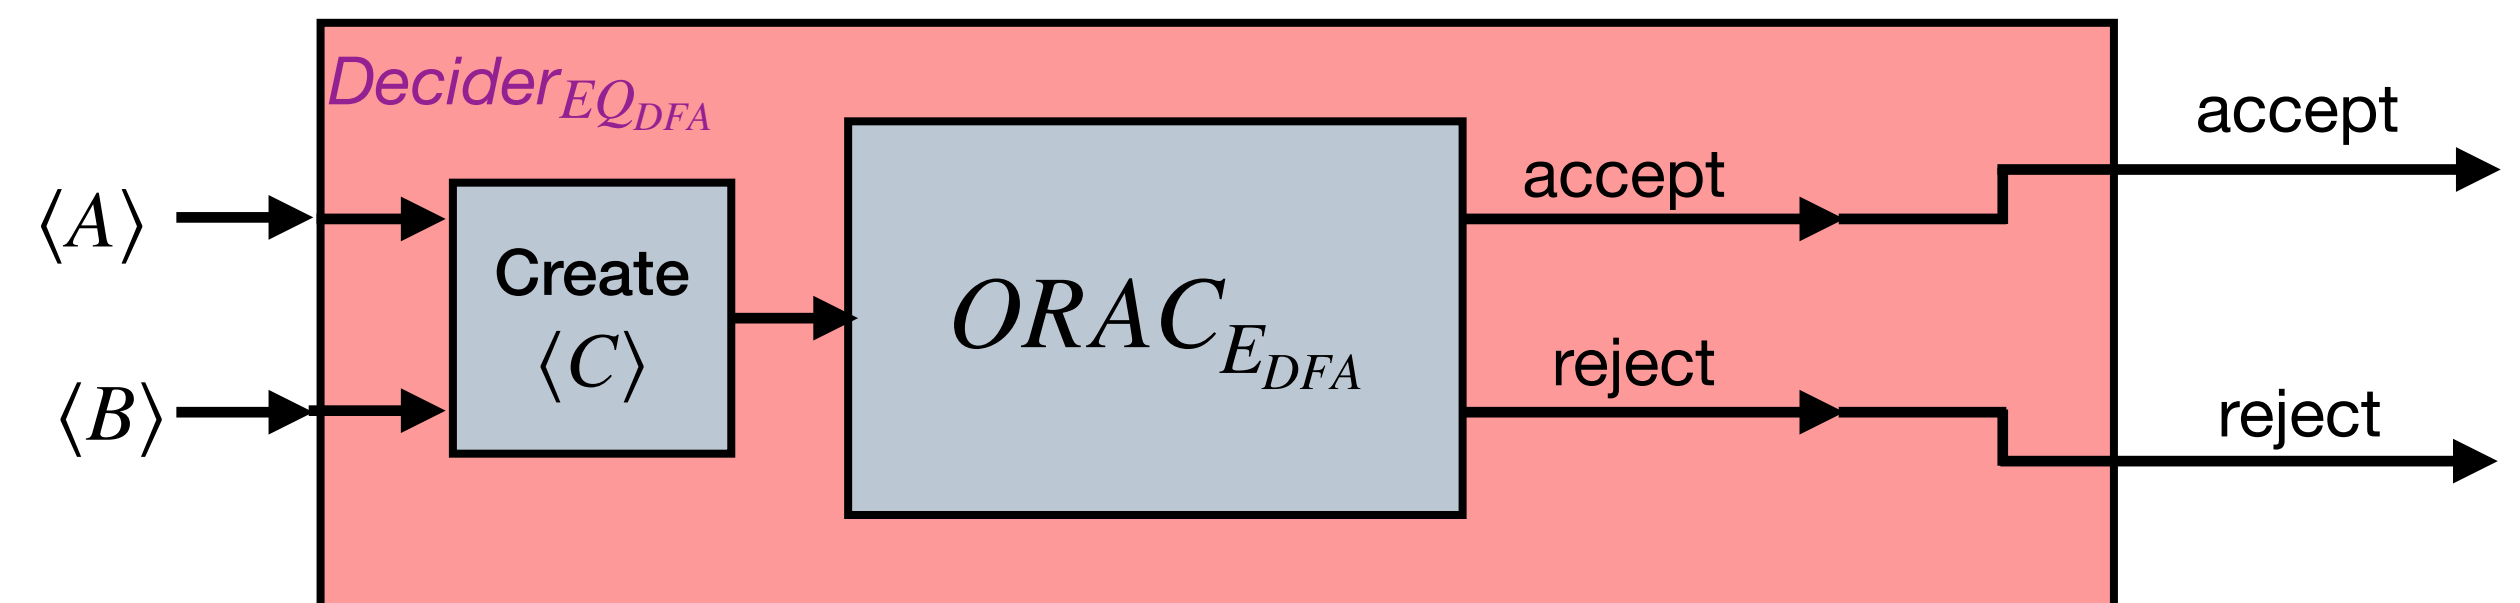 Decider_{EQ_{DFA}}
⟨A⟩
⟨B⟩
Create
⟨C⟩
ORAC_{E_{DFA}}
accept
reject
accept
reject